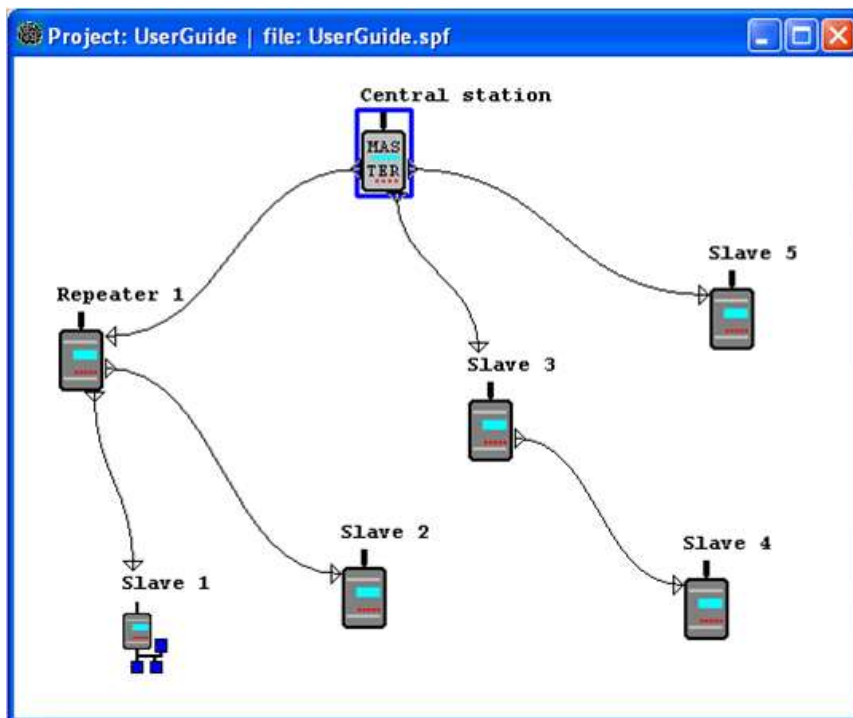 Project: UserGuide | file: UserGuide.spf
Central station
MAS
TER
Slave 5
Repeater 1
Slave 3
Slave 2
Slave 4
Slave 1